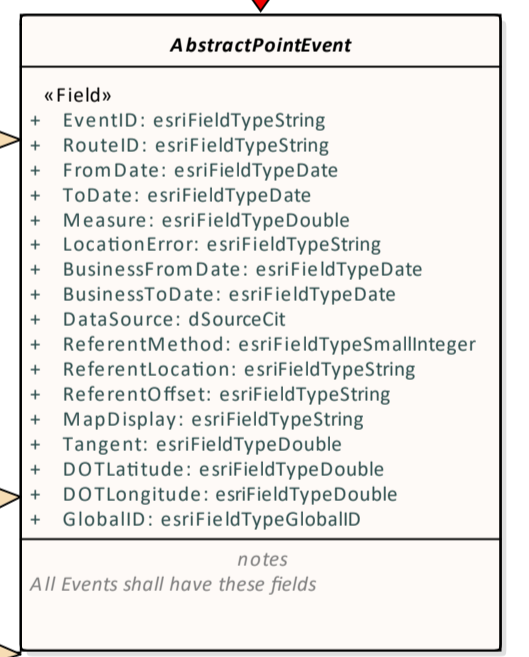 AbstractPointEvent
«Field»
+ EventID: esriFieldTypeString
+ RouteID: esriFieldTypeString
+ FromDate: esriFieldTypeDate
+ ToDate: esriFieldTypeDate
+ Measure: esriFieldTypeDouble
+ LocationError: esriFieldTypeString
+ BusinessFromDate: esriFieldTypeDate
+ BusinessToDate: esriFieldTypeDate
+ DataSource: dSourceCit
+ ReferentMethod: esriFieldTypeSmallInteger
+ ReferentLocation: esriFieldTypeString
+ ReferentOffset: esriFieldTypeString
+ MapDisplay: esriFieldTypeString
+ Tangent: esriFieldTypeDouble
+ DOTLatitude: esriFieldTypeDouble
+ DOTLongitude: esriFieldTypeDouble
+ GlobalID: esriFieldTypeGlobalID
notes
All Events shall have these fields